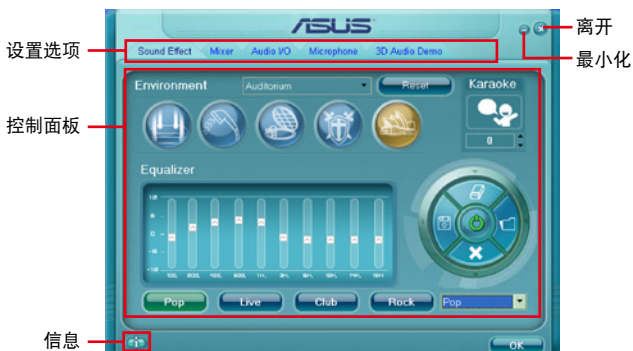 ASUS
离开
最小化
设置选项
Sound Effect Mixer Audio I/O Microphone 3D Audio Demo
控制面板
Environment Auditorium Reset Karaoke
0
Equalizer
Pop Live Club Rock Pop
信息
OK